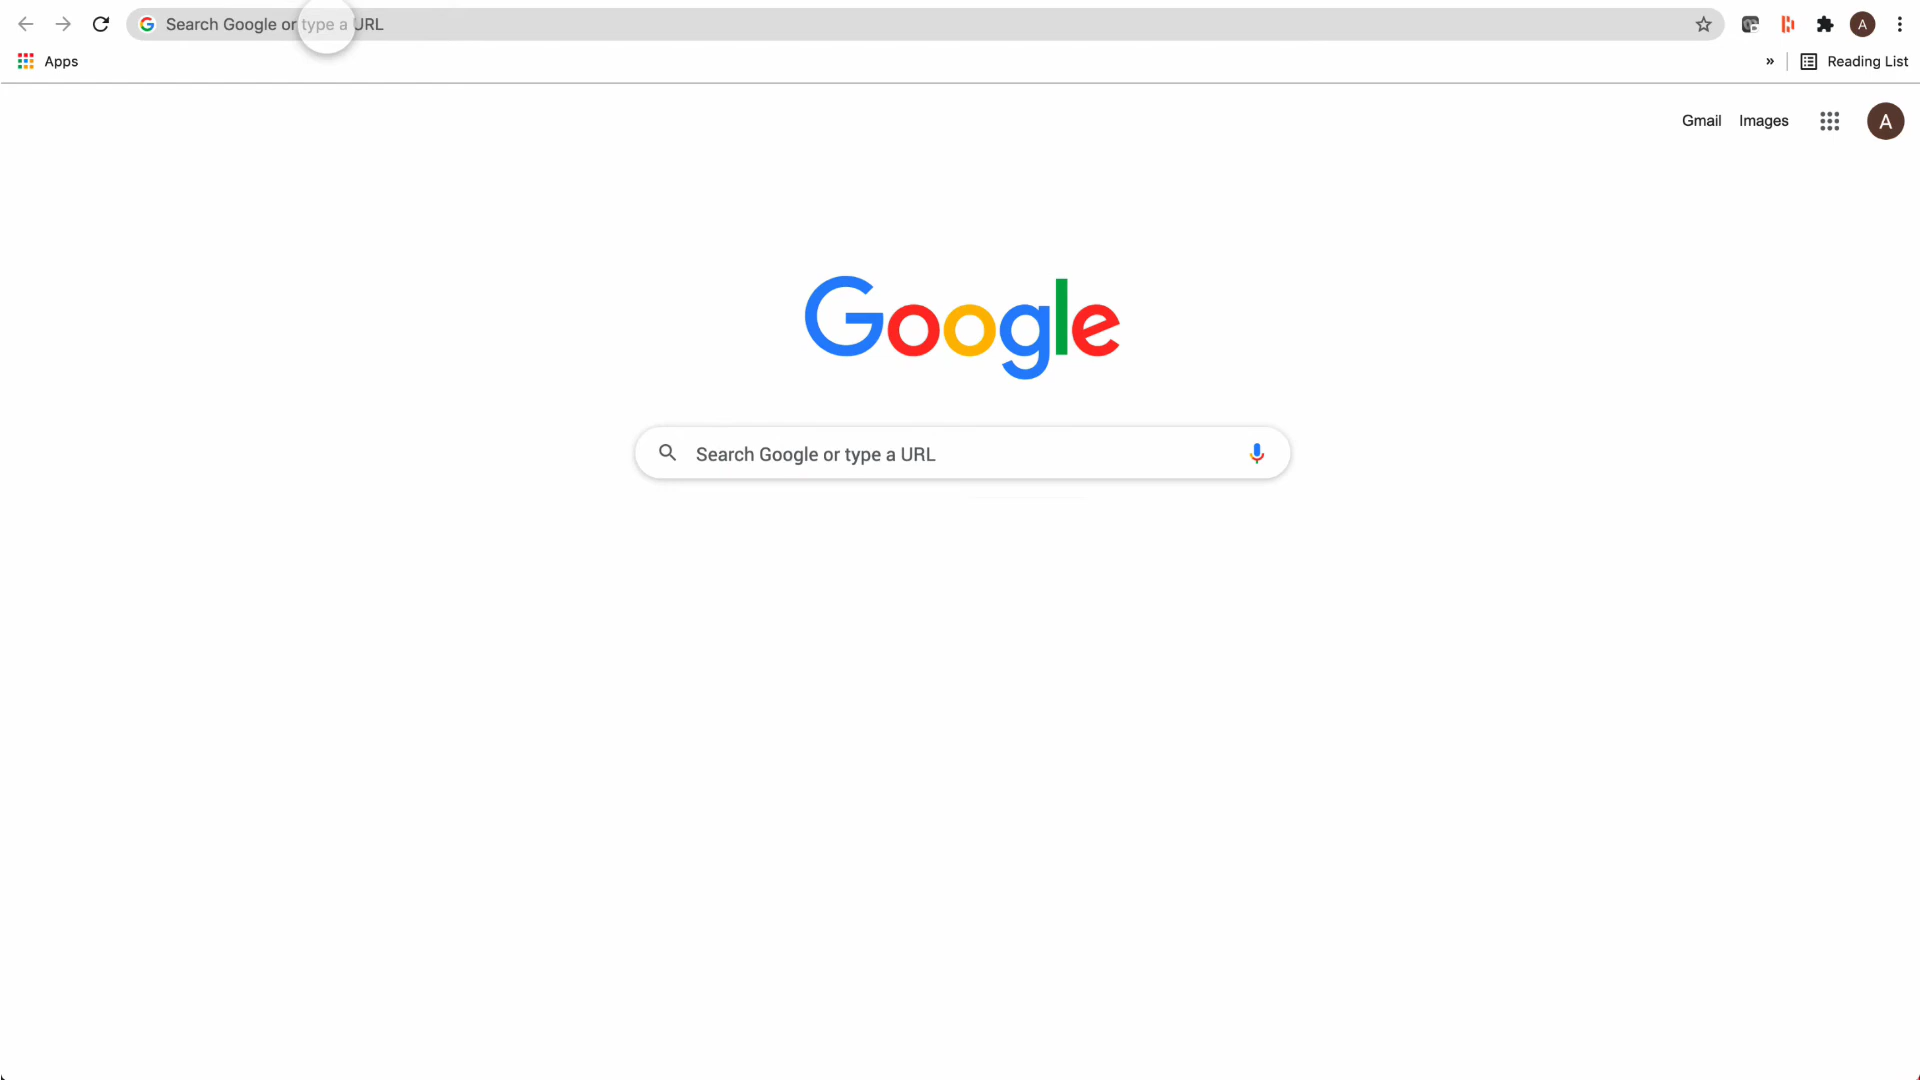 Search Google or type a URL
A
Apps
» Reading List
Gmail Images A
Google
Search Google or type a URL